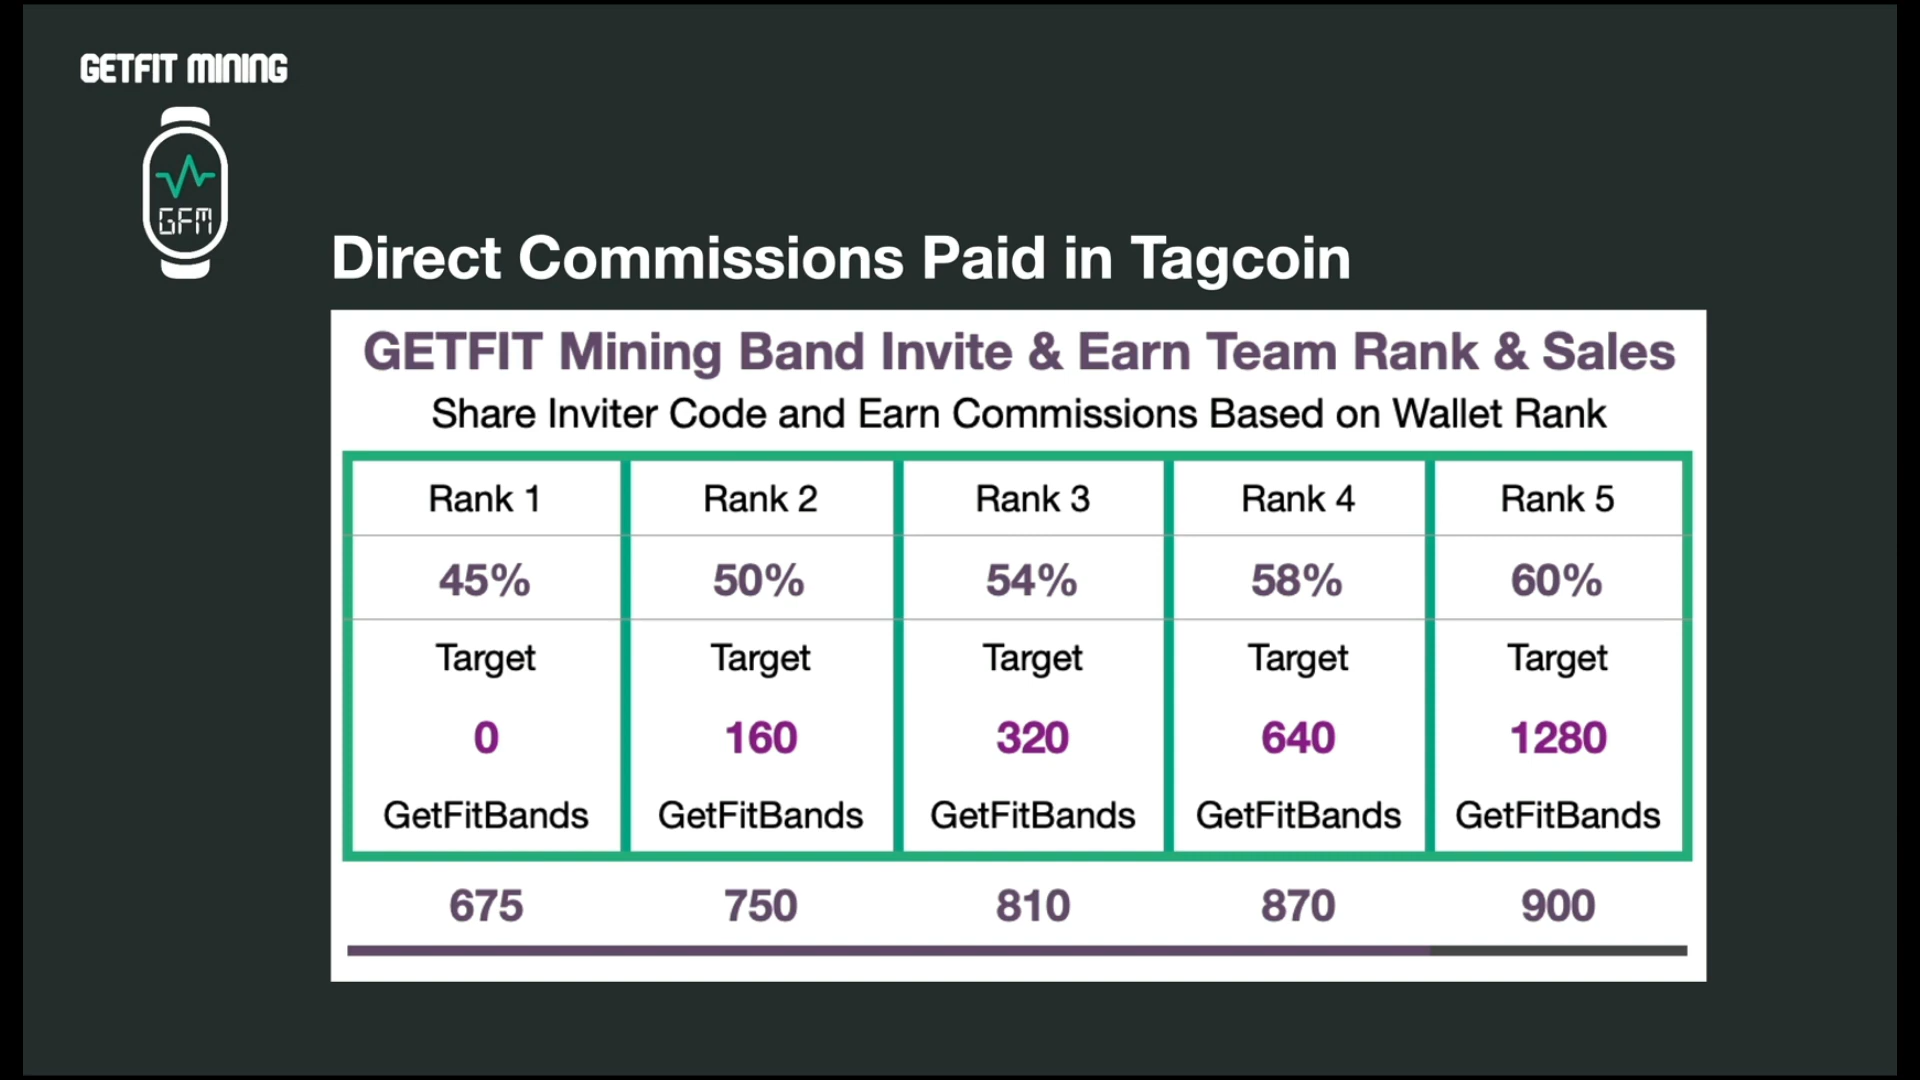 GETFIT MINING
GFM
Direct Commissions Paid in Tagcoin
GETFIT Mining Band Invite & Earn Team Rank & Sales
Share Inviter Code and Earn Commissions Based on Wallet Rank
Rank 1 Rank 2 Rank 3 Rank 4 Rank 5
45% 50% 54% 58% 60%
Target Target Target Target Target
0 160 320 640 1280
GetFitBands GetFitBands GetFitBands GetFitBands GetFitBands
675 750 810 870 900